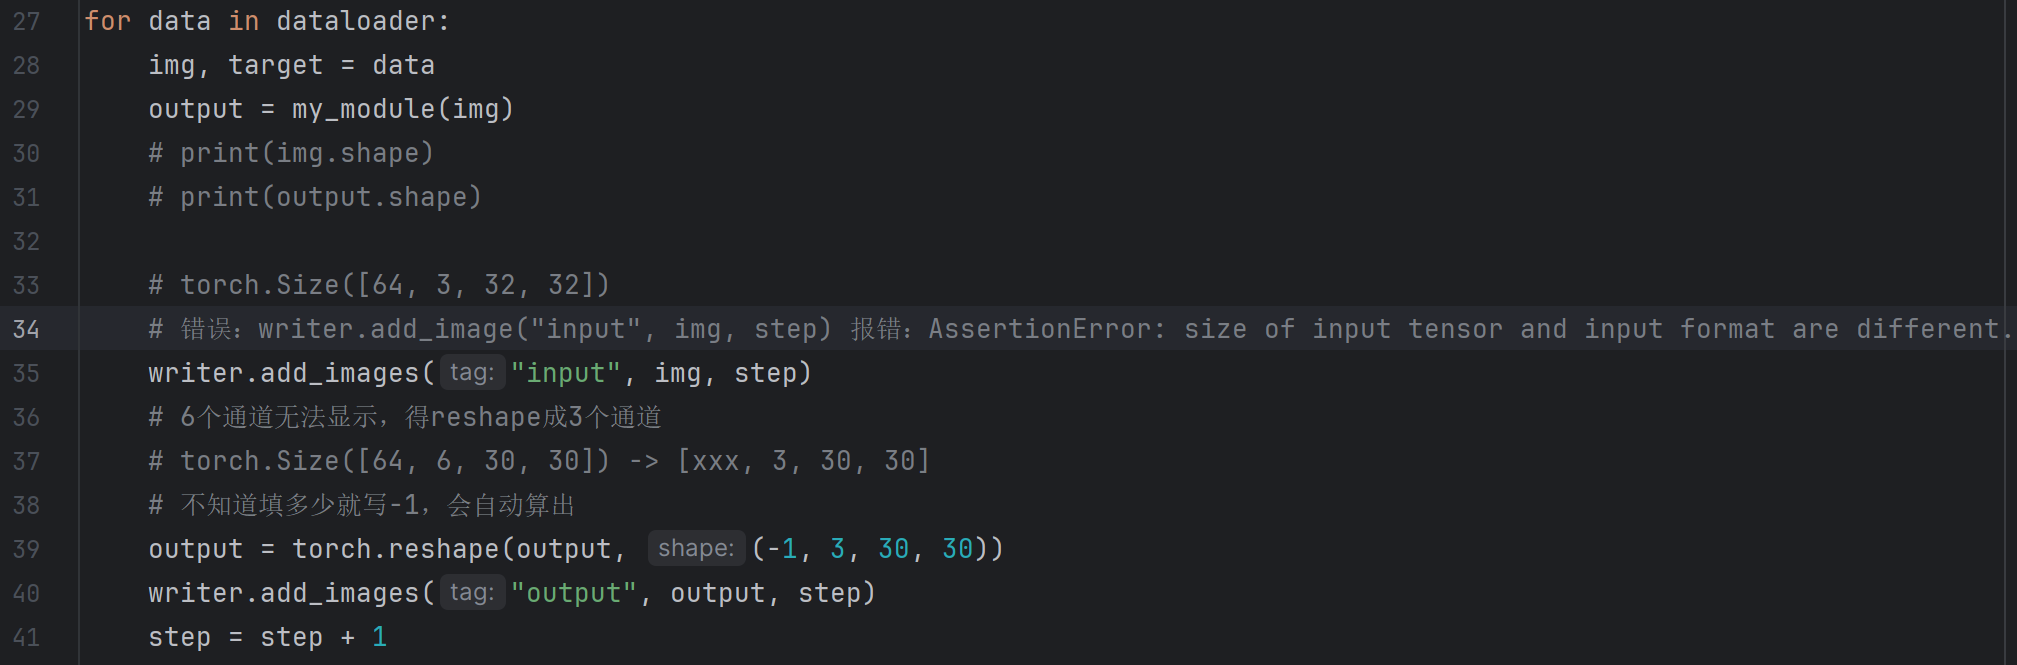 27 for data in dataloader:
28 img, target = data
29 output = my_module(img)
30 # print(img.shape)
31 # print(output.shape)
32
33 # torch.Size([64, 3, 32, 32])
34 # 错误：writer.add_image("input", img, step) 报错：AssertionError: size of input tensor and input format are different.
35 writer.add_images( tag: "input", img, step)
36 # 6个通道无法显示，得reshape成3个通道
37 # torch.Size([64, 6, 30, 30]) -> [xxx, 3, 30, 30]
38 # 不知道填多少就写-1，会自动算出
39 output = torch.reshape(output, shape: (-1, 3, 30, 30))
40 writer.add_images( tag: "output", output, step)
41 step = step + 1